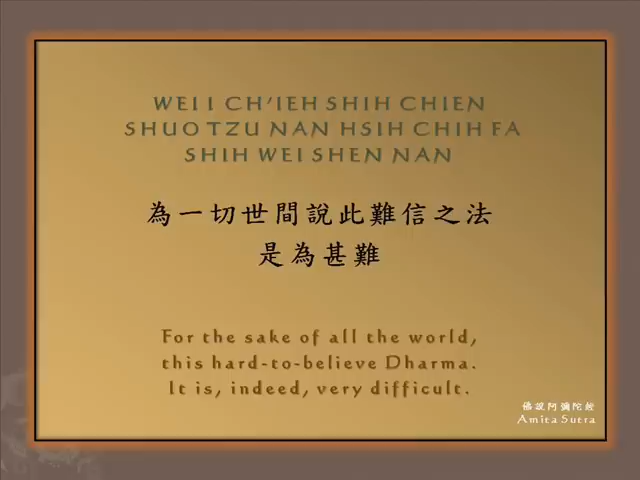 WEI I CH'IEH SHIH CHIEN
SHUO TZU NAN HSIH CHIH FA
SHIH WEI SHEN NAN
為一切世間說此難信之法
是為甚難
For the sake of all the world,
this hard-to-believe Dharma.
It is, indeed, very difficult.
佛說阿彌陀經
Amita Sutra